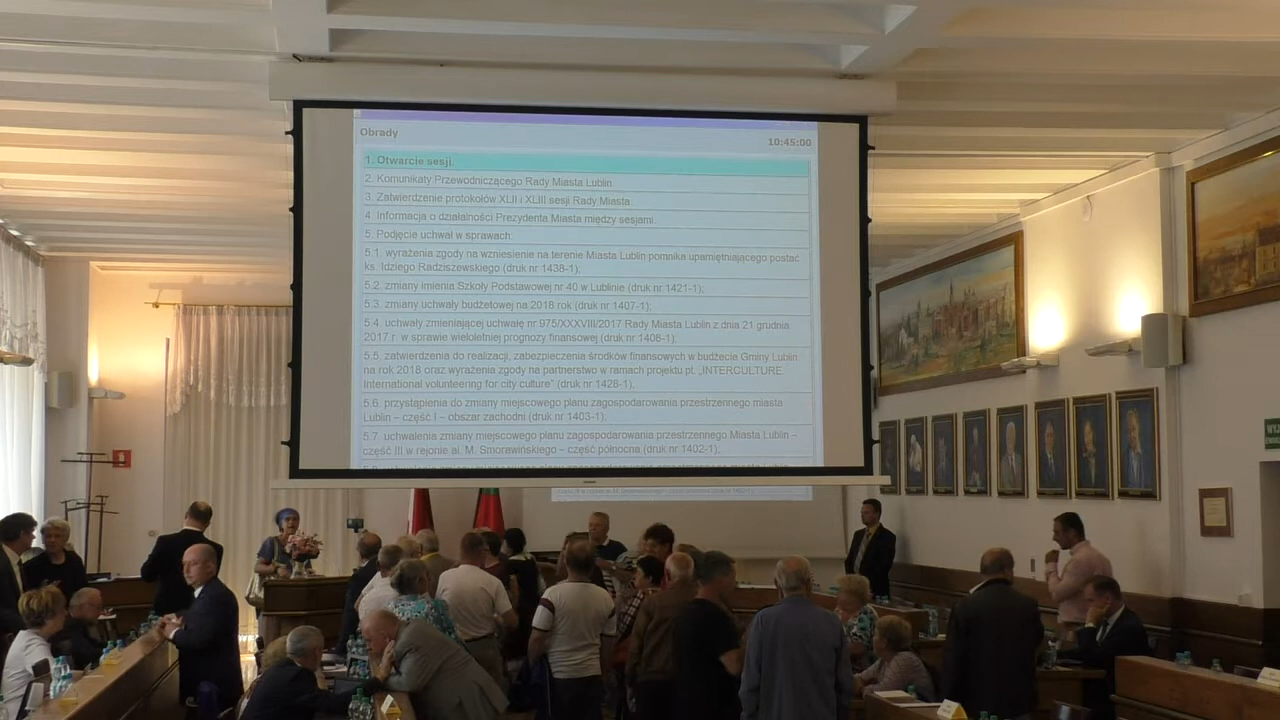 Obrady
10:45:00
1. Otwarcie sesji.
2. Komunikaty Przewodniczącego Rady Miasta Lublin.
3. Zatwierdzenie protokołów XLII i XLIII sesji Rady Miasta.
4. Informacja o działalności Prezydenta Miasta między sesjami.
5. Podjęcie uchwał w sprawach:
5.1. wyrażenia zgody na wzniesienie na terenie Miasta Lublin pomnika upamiętniającego postać
ks. Idziego Radziszewskiego (druk nr 1438-1);
5.2. zmiany imienia Szkoły Podstawowej nr 40 w Lublinie (druk nr 1421-1);
5.3. zmiany uchwały budżetowej na 2018 rok (druk nr 1407-1);
5.4. uchwały zmieniającej uchwałę nr 975/XXXVIII/2017 Rady Miasta Lublin z dnia 21 grudnia
2017 r. w sprawie wieloletniej prognozy finansowej (druk nr 1408-1);
5.5. zatwierdzenia do realizacji, zabezpieczenia środków finansowych w budżecie Gminy Lublin
na rok 2018 oraz wyrażenia zgody na partnerstwo w ramach projektu pt. „INTERCULTURE
International volunteering for city culture” (druk nr 1428-1);
5.6. przystąpienia do zmiany miejscowego planu zagospodarowania przestrzennego miasta
Lublin – część I – obszar zachodni (druk nr 1403-1);
5.7. uchwalenia zmiany miejscowego planu zagospodarowania przestrzennego Miasta Lublin –
część III w rejonie al. M. Smorawińskiego – część północna (druk nr 1402-1);